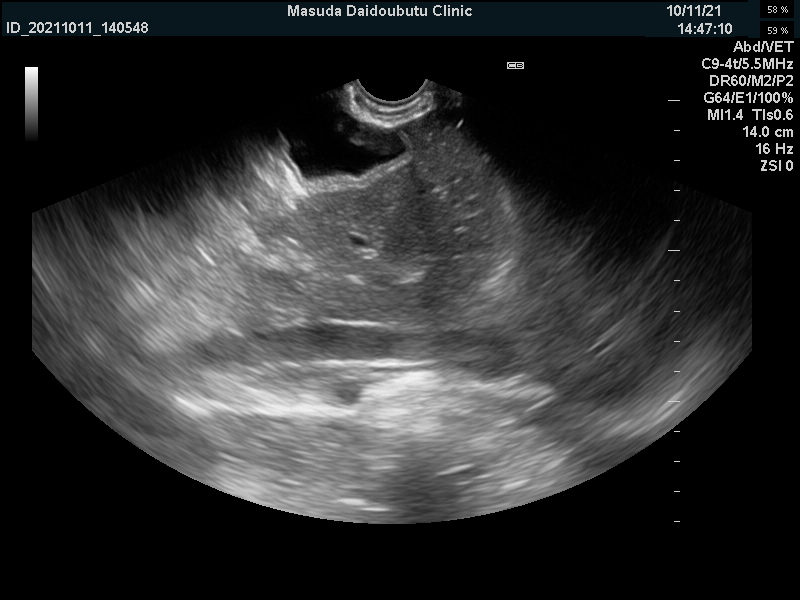 Masuda Daidoubutu Clinic
10/11/21
58 %
ID_20211011_140548
14:47:10
59 %
Abd/VET
C9-4t/5.5MHz
DR60/M2/P2
G64/E1/100%
MI1.4 TIs0.6
14.0 cm
16 Hz
ZSI 0